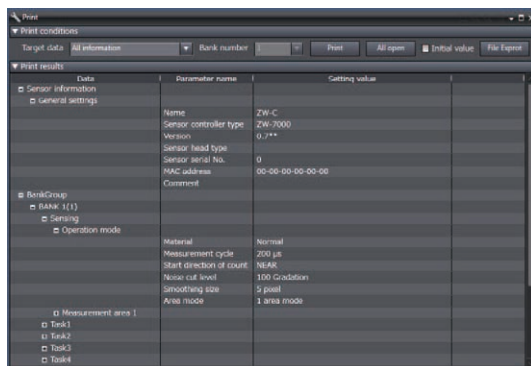 Print
Print conditions
Target data All information Bank number 1 Print All open Initial value File Exprot
Print results
Data Parameter name Setting value
Sensor information
General settings
Name ZW-C
Sensor controller type ZW-7000
Version 0.7**
Sensor head type
Sensor serial No. 0
MAC address 00-00-00-00-00-00
Comment
BankGroup
BANK 1(1)
Sensing
Operation mode
Material Normal
Measurement cycle 200 μs
Start direction of count NEAR
Noise cut level 100 Gradation
Smoothing size 5 pixel
Area mode 1 area mode
Measurement area 1
Task1
Task2
Task3
Task4